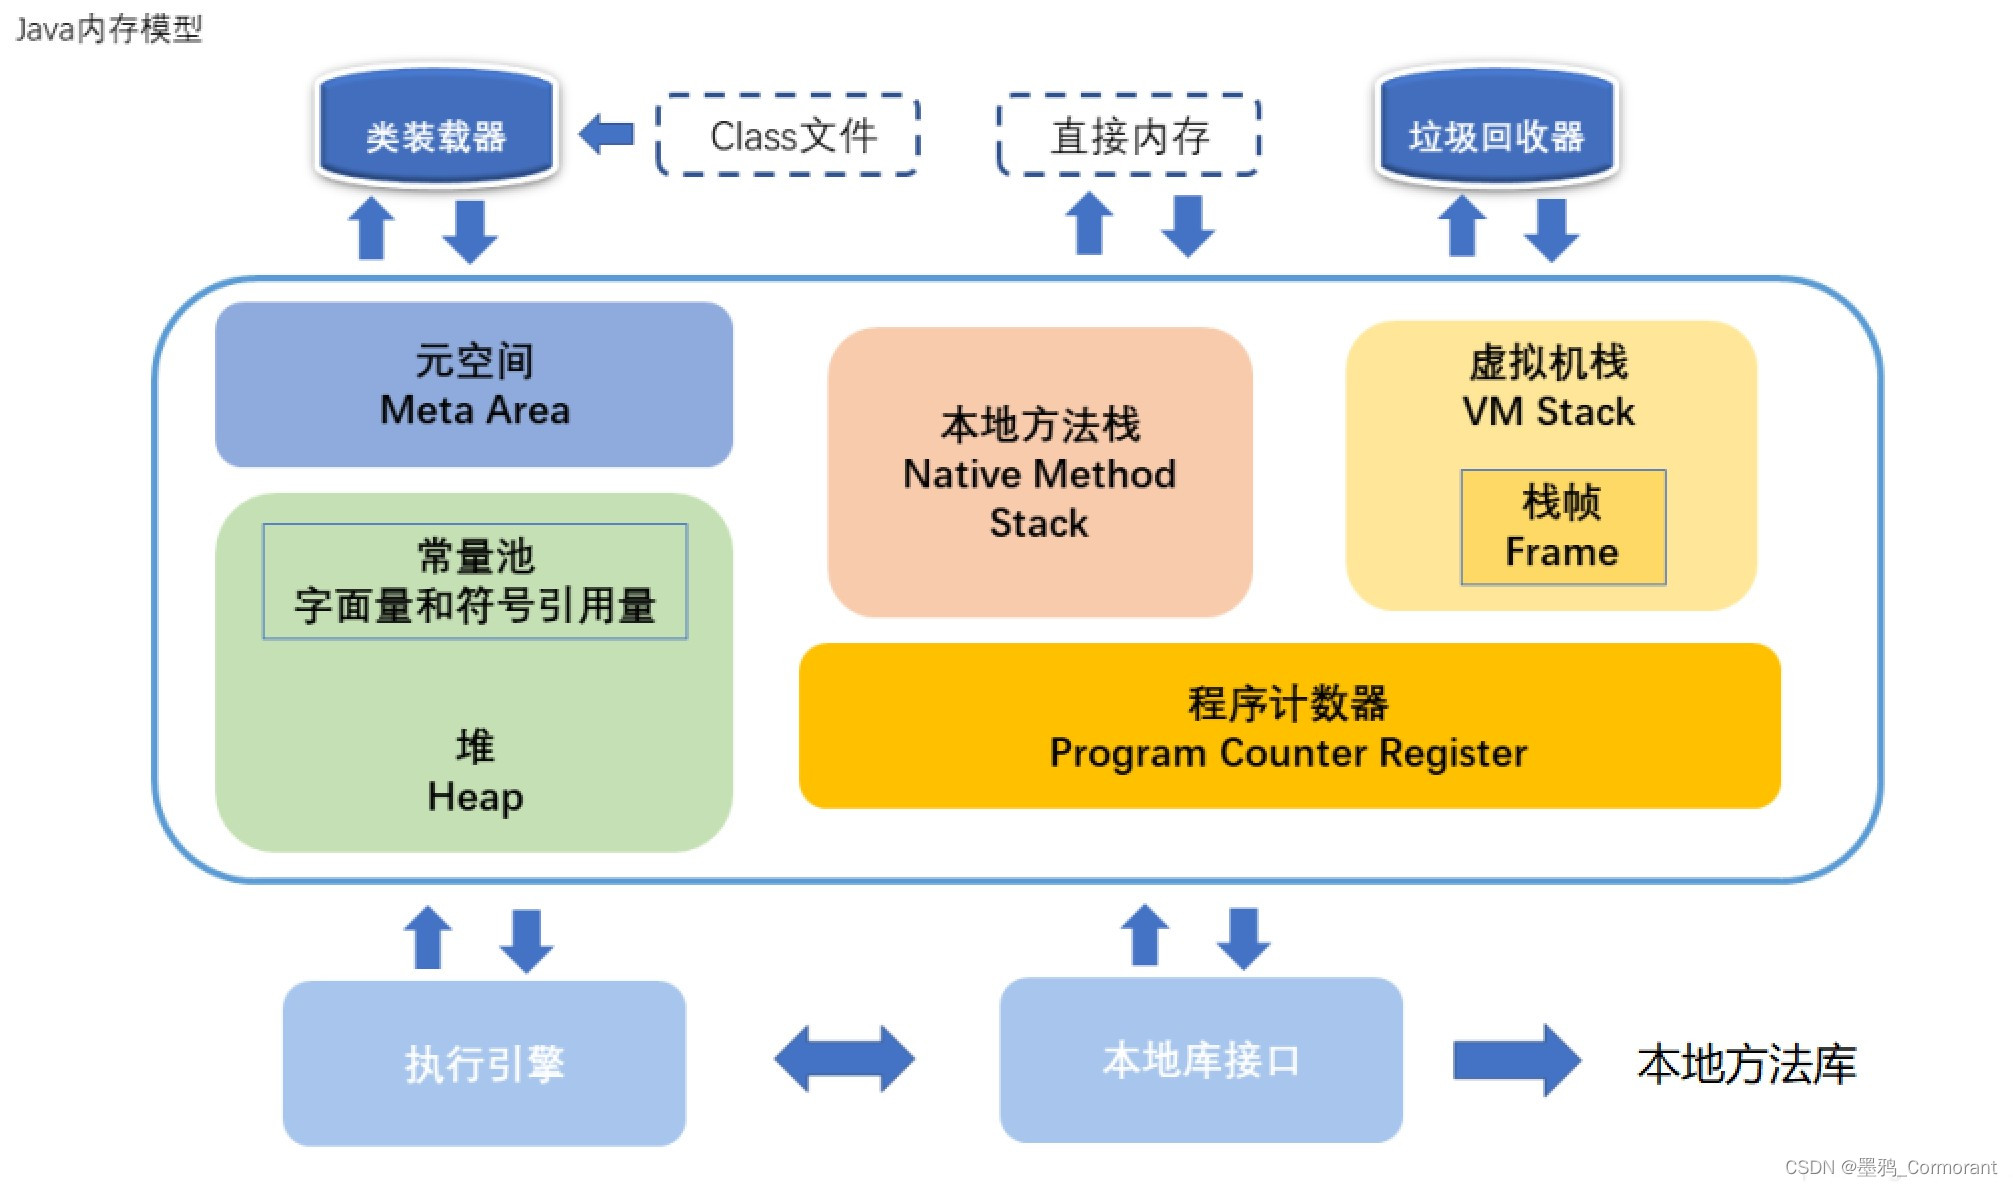 Java内存模型
类装载器
Class文件
直接内存
垃圾回收器
元空间
Meta Area
本地方法栈
Native Method
Stack
虚拟机栈
VM Stack
栈帧
Frame
常量池
字面量和符号引用量
堆
Heap
程序计数器
Program Counter Register
执行引擎
本地库接口
本地方法库
CSDN @墨鸦_Cormorant